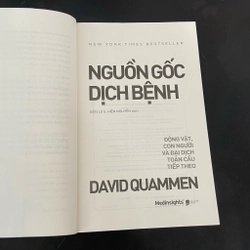 NEW YORK TIMES BESTSELLER
NGUỒN GỐC
DỊCH BỆNH
ĐỘNG VẬT,
CON NGƯỜI
VÀ ĐẠI DỊCH
TOÀN CẦU
TIẾP THEO
DAVID QUAMMEN
MedInsights